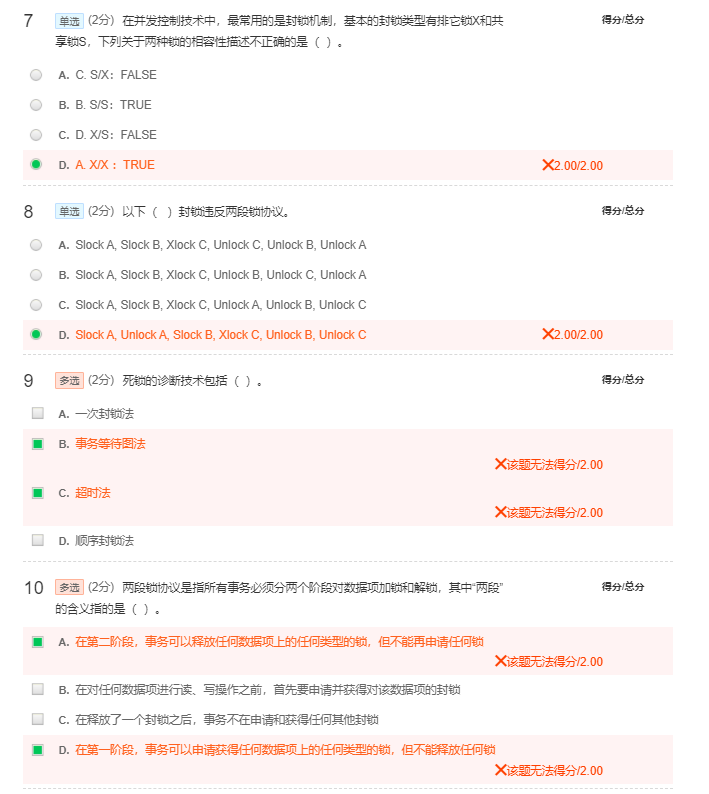 7 单选 (2分) 在并发控制技术中，最常用的是封锁机制，基本的封锁类型有排它锁X和共 得分/总分
享锁S，下列关于两种锁的相容性描述不正确的是（ ）。
A. C. S/X：FALSE
B. B. S/S：TRUE
C. D. X/S：FALSE
D. A, X/X ：TRUE 2.00/2.00
8 单选 (2分) 以下（ ）封锁违反两段锁协议。 得分/总分
A. Slock A, Slock B, Xlock C, Unlock C, Unlock B, Unlock A
B. Slock A, Slock B, Xlock C, Unlock B, Unlock C, Unlock A
C. Slock A, Slock B, Xlock C, Unlock A, Unlock B, Unlock C
D. Slock A, Unlock A, Slock B, Xlock C, Unlock B, Unlock C 2.00/2.00
9 多选 (2分) 死锁的诊断技术包括（ ）。 得分/总分
A. 一次封锁法
B. 事务等待图法
该题无法得分/2.00
C. 超时法
该题无法得分/2.00
D. 顺序封锁法
10 多选 (2分) 两段锁协议是指所有事务必须分两个阶段对数据项加锁和解锁，其中“两段” 得分/总分
的含义指的是（ ）。
A. 在第二阶段，事务可以释放任何数据项上的任何类型的锁，但不能再申请任何锁
该题无法得分/2.00
B. 在对任何数据项进行读、写操作之前，首先要申请并获得对该数据项的封锁
C. 在释放了一个封锁之后，事务不在申请和获得任何其他封锁
D. 在第一阶段，事务可以申请获得任何数据项上的任何类型的锁，但不能释放任何锁
该题无法得分/2.00